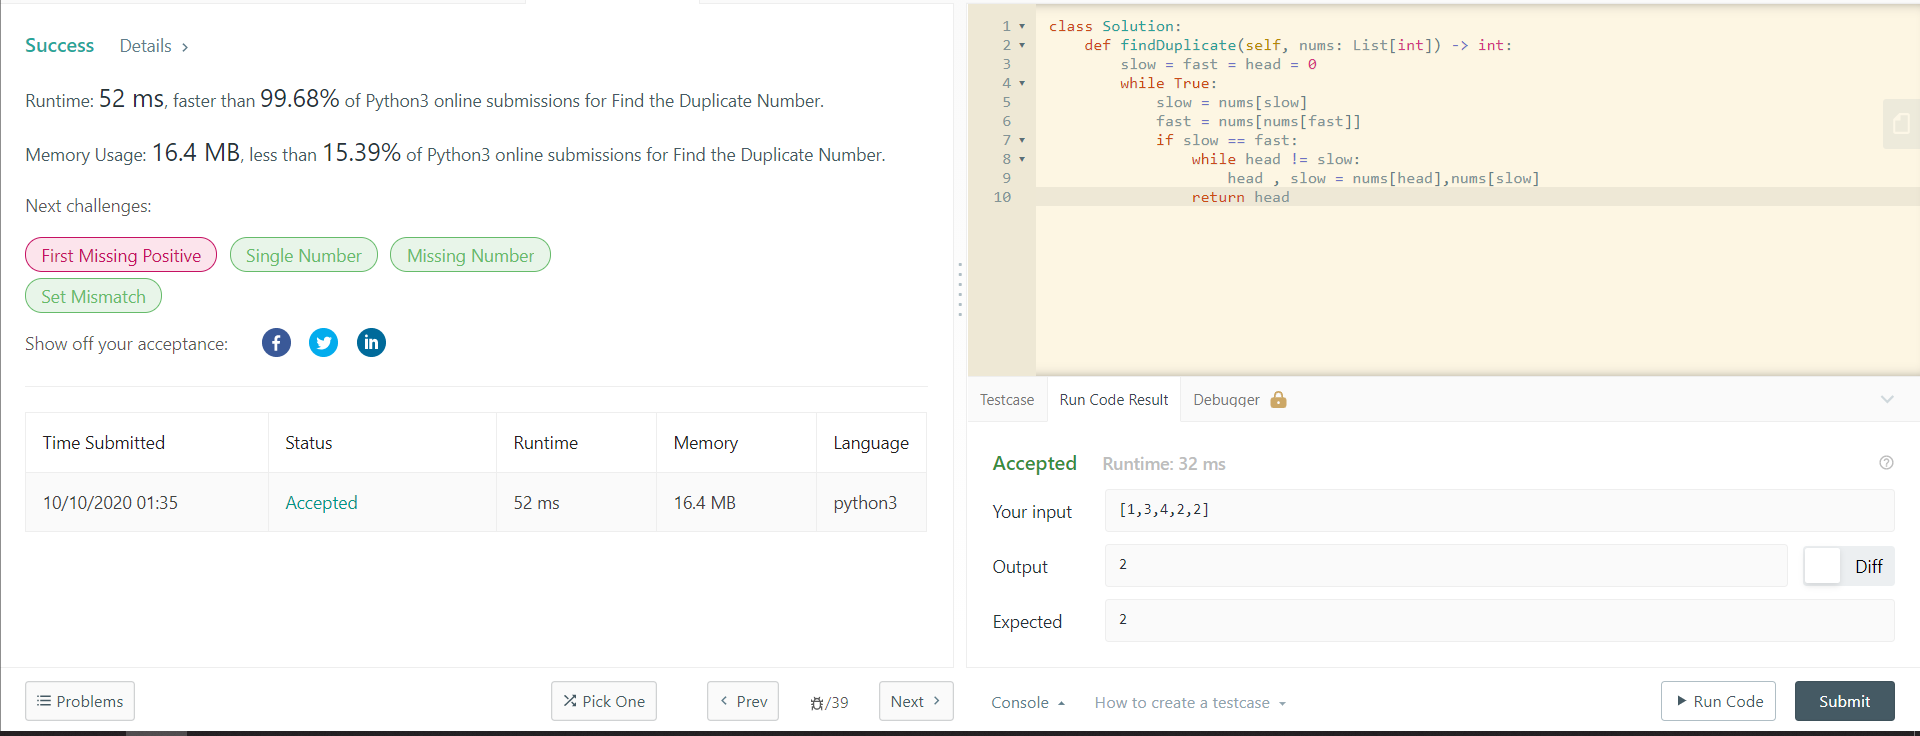 Success Details >
Runtime: 52 ms, faster than 99.68% of Python3 online submissions for Find the Duplicate Number.
Memory Usage: 16.4 MB, less than 15.39% of Python3 online submissions for Find the Duplicate Number.
Next challenges:
First Missing Positive Single Number Missing Number
Set Mismatch
Show off your acceptance:
Time Submitted Status Runtime Memory Language
10/10/2020 01:35 Accepted 52 ms 16.4 MB python3
Problems Pick One < Prev /39 Next >
1 class Solution:
2     def findDuplicate(self, nums: List[int]) -> int:
3         slow = fast = head = 0
4         while True:
5             slow = nums[slow]
6             fast = nums[nums[fast]]
7             if slow == fast:
8                 while head != slow:
9                     head , slow = nums[head],nums[slow]
10                 return head
Testcase Run Code Result Debugger
Accepted Runtime: 32 ms
Your input [1,3,4,2,2]
Output 2 Diff
Expected 2
Console How to create a testcase Run Code Submit